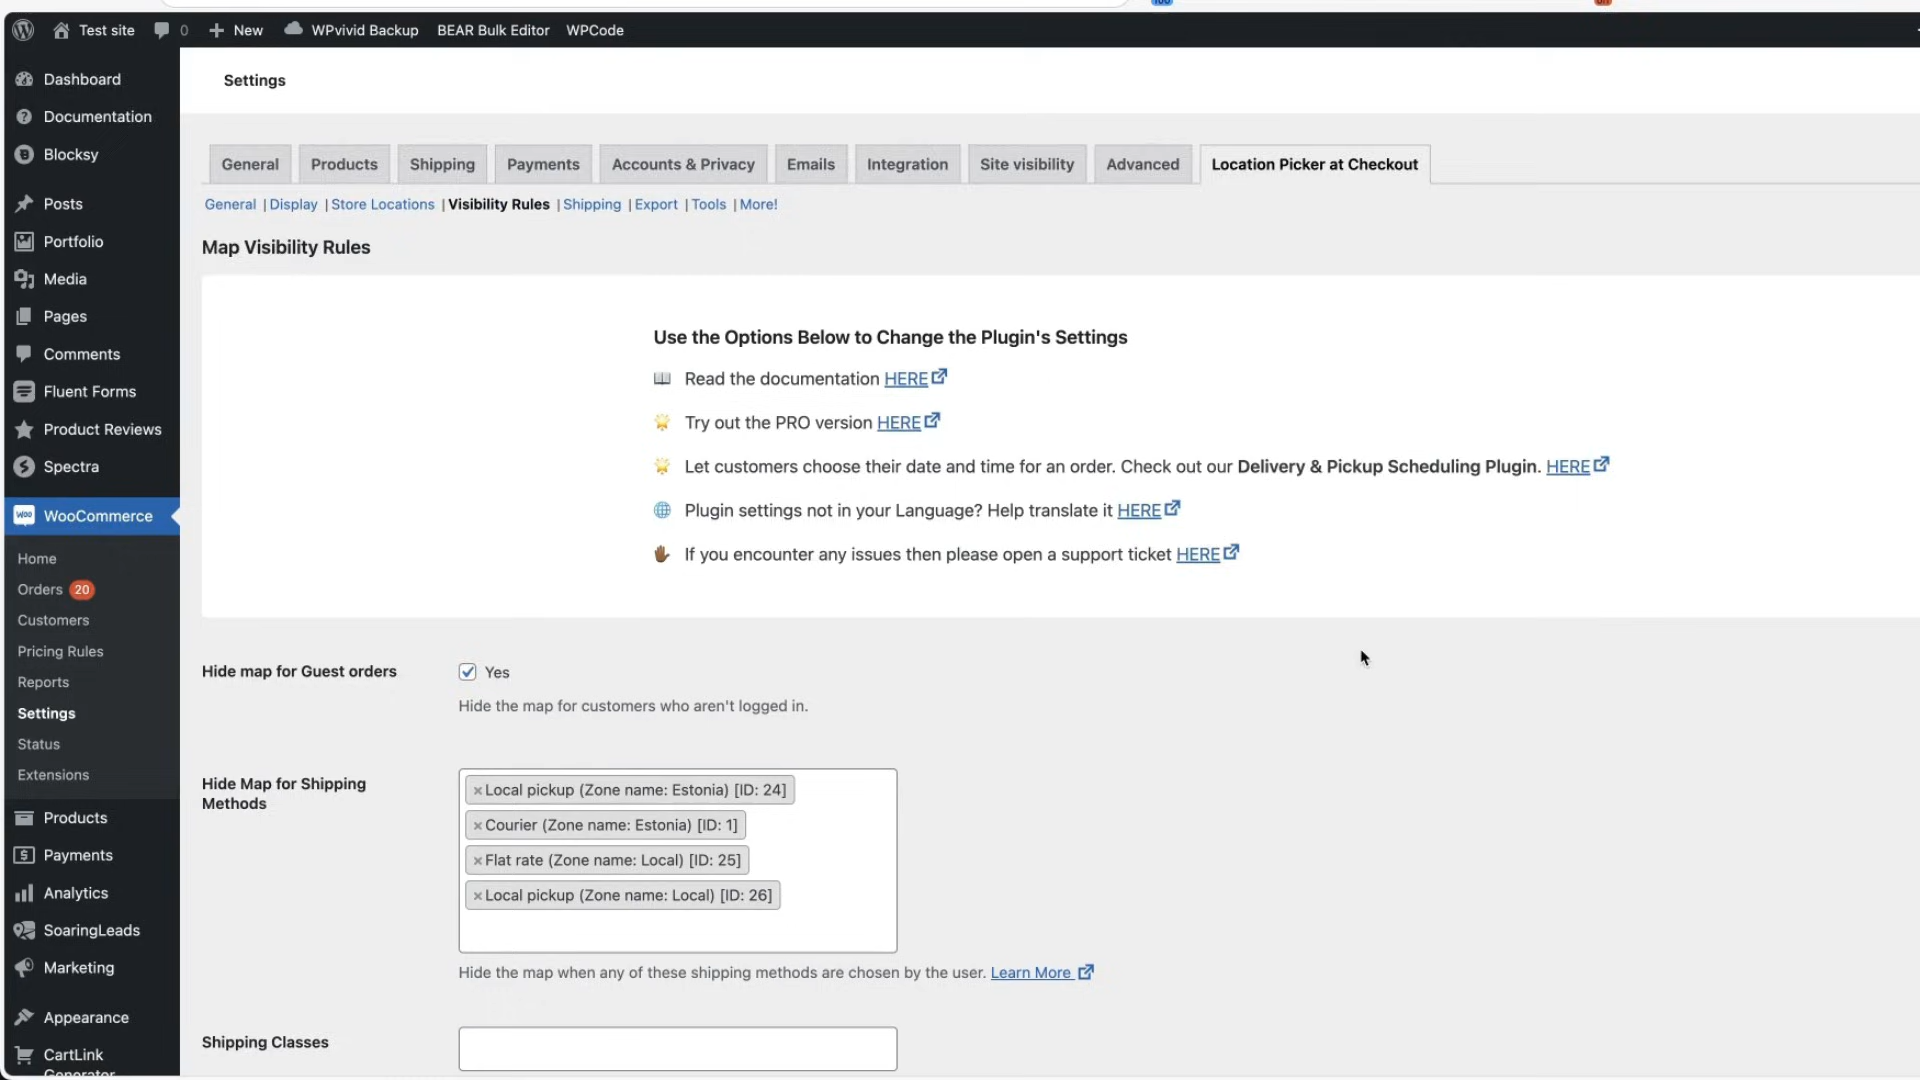 Test site
0
New
WPvivid Backup
BEAR Bulk Editor
WPCode
Dashboard
Documentation
Blocksy
Posts
Portfolio
Media
Pages
Comments
Fluent Forms
Product Reviews
Spectra
WooCommerce
Home
Orders 20
Customers
Pricing Rules
Reports
Settings
Status
Extensions
Products
Payments
Analytics
SoaringLeads
Marketing
Appearance
CartLink
Generator
Settings
General
Products
Shipping
Payments
Accounts & Privacy
Emails
Integration
Site visibility
Advanced
Location Picker at Checkout
General | Display | Store Locations | Visibility Rules | Shipping | Export | Tools | More!
Map Visibility Rules
Use the Options Below to Change the Plugin's Settings
Read the documentation HERE
Try out the PRO version HERE
Let customers choose their date and time for an order. Check out our Delivery & Pickup Scheduling Plugin. HERE
Plugin settings not in your Language? Help translate it HERE
If you encounter any issues then please open a support ticket HERE
Hide map for Guest orders
Yes
Hide the map for customers who aren't logged in.
Hide Map for Shipping
Methods
×Local pickup (Zone name: Estonia) [ID: 24]
×Courier (Zone name: Estonia) [ID: 1]
×Flat rate (Zone name: Local) [ID: 25]
×Local pickup (Zone name: Local) [ID: 26]
Hide the map when any of these shipping methods are chosen by the user. Learn More
Shipping Classes